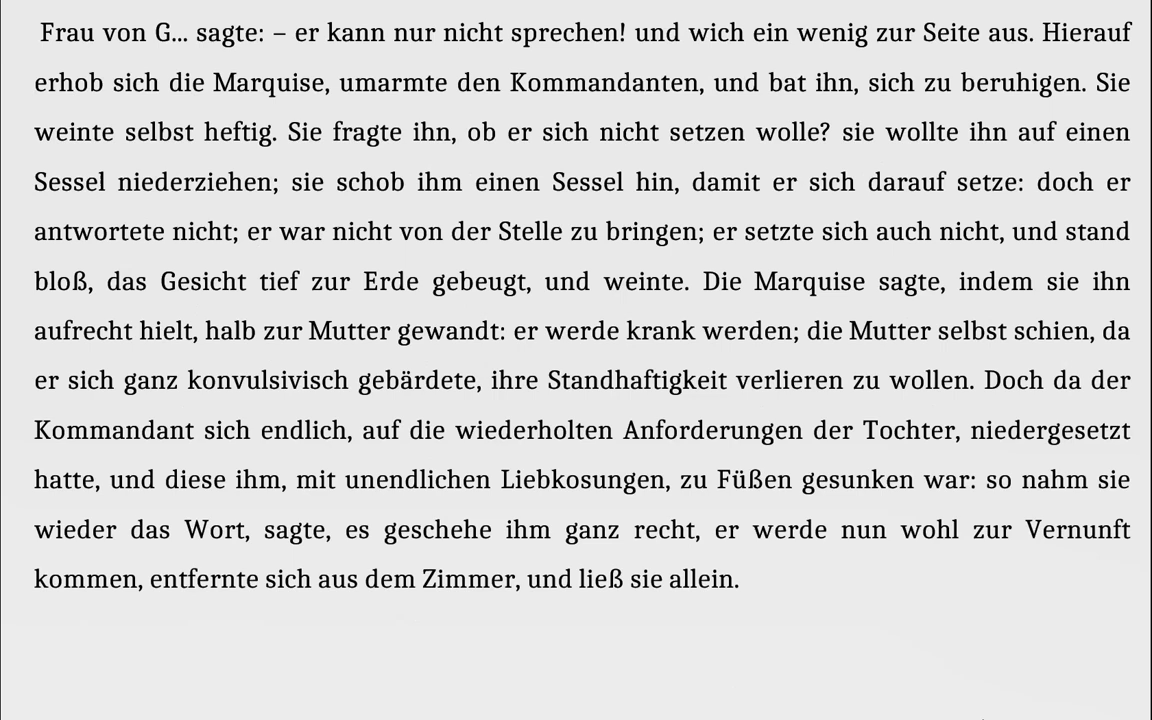 Frau von G... sagte: – er kann nur nicht sprechen! und wich ein wenig zur Seite aus. Hierauf
erhob sich die Marquise, umarmte den Kommandanten, und bat ihn, sich zu beruhigen. Sie
weinte selbst heftig. Sie fragte ihn, ob er sich nicht setzen wolle? sie wollte ihn auf einen
Sessel niederziehen; sie schob ihm einen Sessel hin, damit er sich darauf setze: doch er
antwortete nicht; er war nicht von der Stelle zu bringen; er setzte sich auch nicht, und stand
bloß, das Gesicht tief zur Erde gebeugt, und weinte. Die Marquise sagte, indem sie ihn
aufrecht hielt, halb zur Mutter gewandt: er werde krank werden; die Mutter selbst schien, da
er sich ganz konvulsivisch gebärdete, ihre Standhaftigkeit verlieren zu wollen. Doch da der
Kommandant sich endlich, auf die wiederholten Anforderungen der Tochter, niedergesetzt
hatte, und diese ihm, mit unendlichen Liebkosungen, zu Füßen gesunken war: so nahm sie
wieder das Wort, sagte, es geschehe ihm ganz recht, er werde nun wohl zur Vernunft
kommen, entfernte sich aus dem Zimmer, und ließ sie allein.